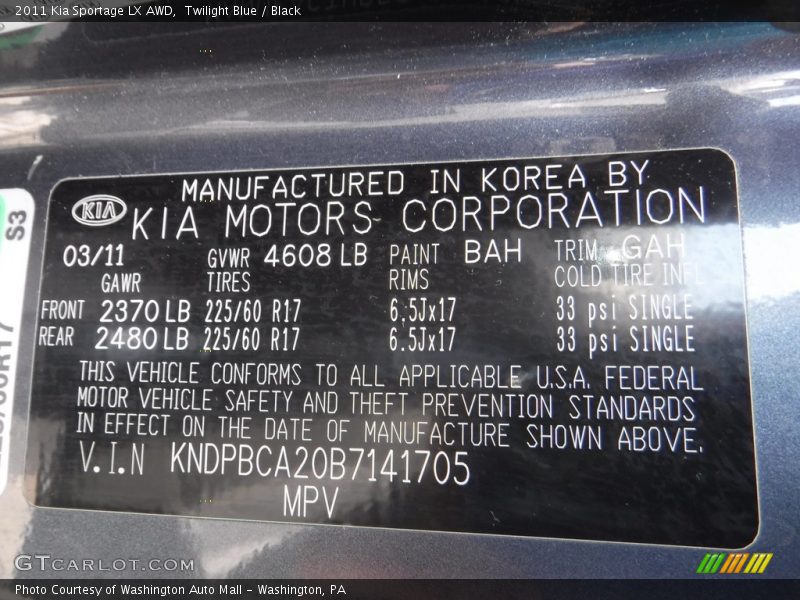 2011 Kia Sportage LX AWD,  Twilight Blue / Black
MANUFACTURED IN KOREA BY
KIA KIA MOTORS CORPORATION
03/11 GVWR 4608 LB PAINT BAH TRIM GAH
GAWR TIRES RIMS COLD TIRE INFL
FRONT 2370 LB 225/60 R17 6.5Jx17 33 psi SINGLE
REAR 2480 LB 225/60 R17 6.5Jx17 33 psi SINGLE
THIS VEHICLE CONFORMS TO ALL APPLICABLE U.S.A. FEDERAL
MOTOR VEHICLE SAFETY AND THEFT PREVENTION STANDARDS
IN EFFECT ON THE DATE OF MANUFACTURE SHOWN ABOVE.
V.I.N KNDPBCA20B7141705
MPV
S3
GTCARLOT.COM
Photo Courtesy of Washington Auto Mall - Washington, PA